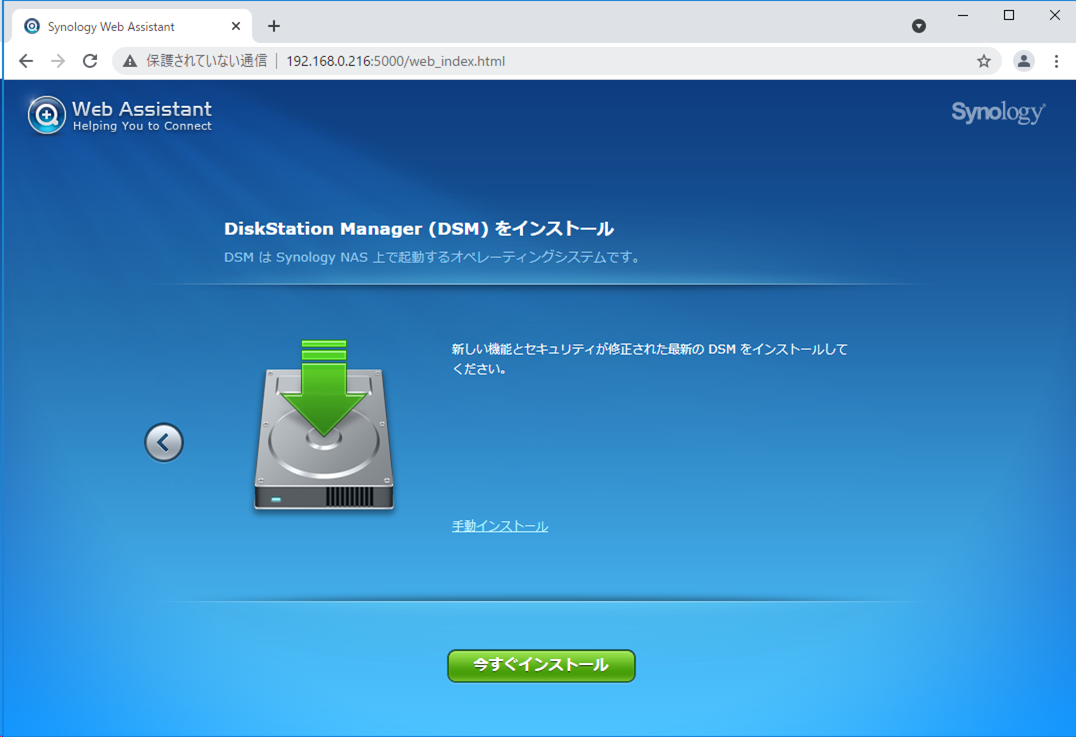 Synology Web Assistant
保護されていない通信
192.168.0.216:5000/web_index.html
Web Assistant
Helping You to Connect
Synology
DiskStation Manager (DSM) をインストール
DSM は Synology NAS 上で起動するオペレーティングシステムです。
新しい機能とセキュリティが修正された最新の DSM をインストールして
ください。
手動インストール
今すぐインストール